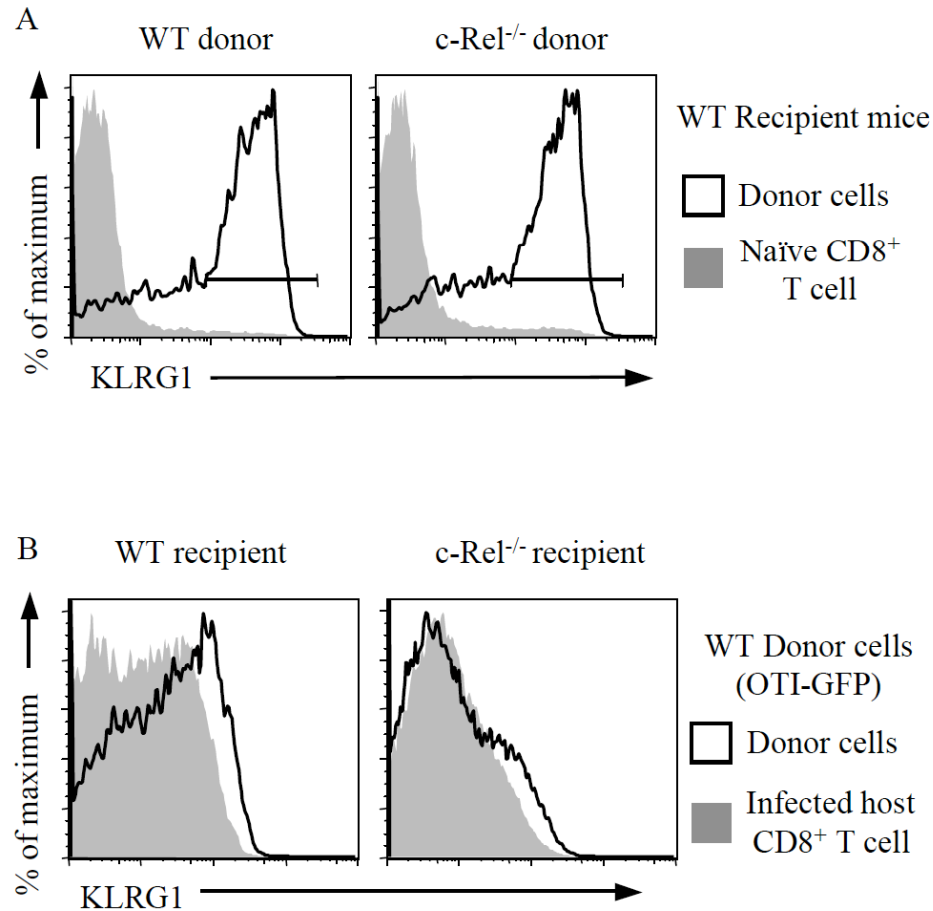 A
WT donor
c-Rel-/- donor
% of maximum
KLRG1
WT Recipient mice
Donor cells
Naïve CD8+
T cell
B
WT recipient
c-Rel-/- recipient
% of maximum
KLRG1
WT Donor cells
(OTI-GFP)
Donor cells
Infected host
CD8+ T cell